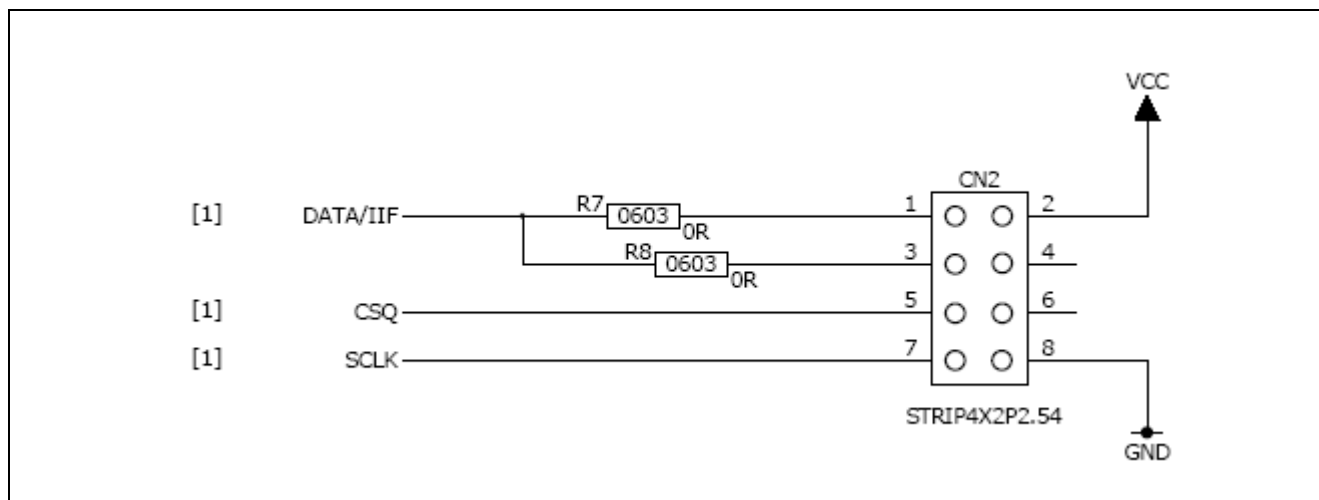 VCC
CN2
[1] DATA/IIF R7 0603 0R 1 2
R8 0603 0R 3 4
[1] CSQ 5 6
[1] SCLK 7 8
STRIP4X2P2.54
GND